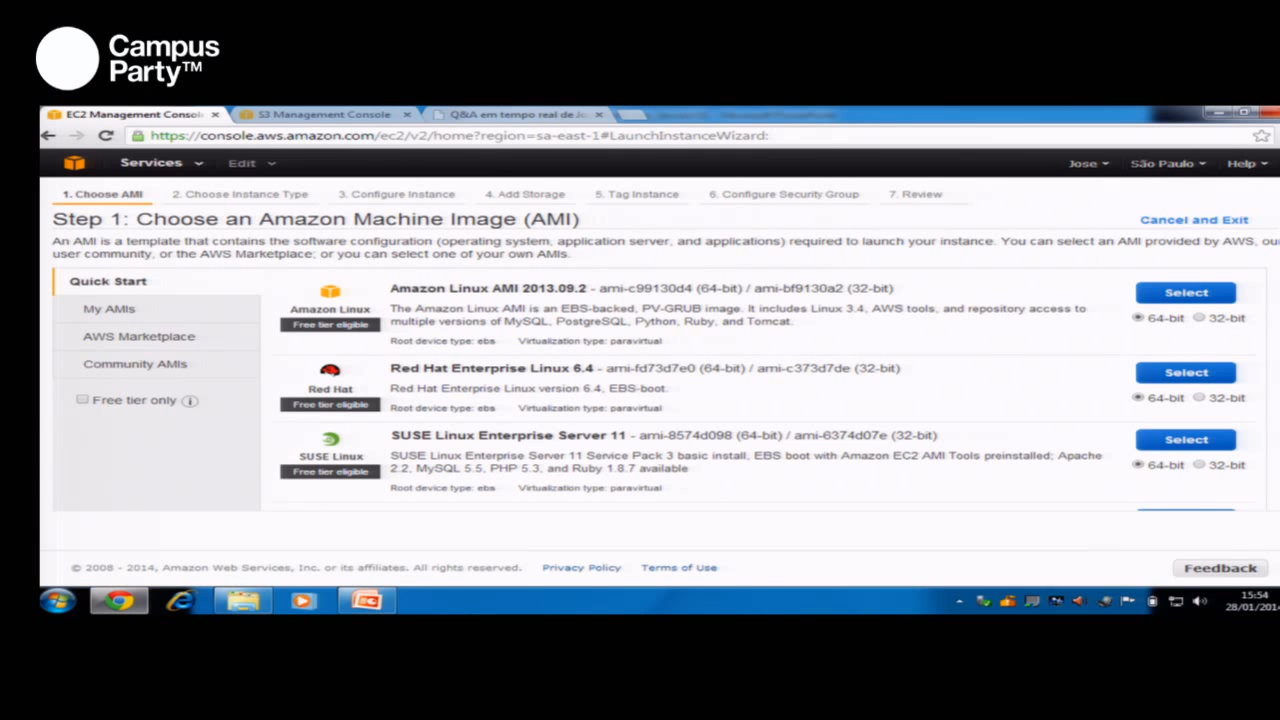 Campus
Party™
EC2 Management Consol
S3 Management Console
Q&A em tempo real de J
https://console.aws.amazon.com/ec2/v2/home?region=sa-east-1#LaunchInstanceWizard:
Services Edit Jose São Paulo Help
1. Choose AMI 2. Choose Instance Type 3. Configure Instance 4. Add Storage 5. Tag Instance 6. Configure Security Group 7. Review
Step 1: Choose an Amazon Machine Image (AMI)
Cancel and Exit
An AMI is a template that contains the software configuration (operating system, application server, and applications) required to launch your instance. You can select an AMI provided by AWS, ou
user community, or the AWS Marketplace; or you can select one of your own AMIs.
Quick Start
My AMIs
AWS Marketplace
Community AMIs
Free tier only
Amazon Linux
Free tier eligible
Amazon Linux AMI 2013.09.2 - ami-c99130d4 (64-bit) / ami-bf9130a2 (32-bit)
The Amazon Linux AMI is an EBS-backed, PV-GRUB image. It includes Linux 3.4, AWS tools, and repository access to
multiple versions of MySQL, PostgreSQL, Python, Ruby, and Tomcat.
Root device type: ebs Virtualization type: paravirtual
Select
64-bit 32-bit
Red Hat
Free tier eligible
Red Hat Enterprise Linux 6.4 - ami-fd73d7e0 (64-bit) / ami-c373d7de (32-bit)
Red Hat Enterprise Linux version 6.4, EBS-boot.
Root device type: ebs Virtualization type: paravirtual
Select
64-bit 32-bit
SUSE Linux
Free tier eligible
SUSE Linux Enterprise Server 11 - ami-8574d098 (64-bit) / ami-6374d07e (32-bit)
SUSE Linux Enterprise Server 11 Service Pack 3 basic install, EBS boot with Amazon EC2 AMI Tools preinstalled; Apache
2.2, MySQL 5.5, PHP 5.3, and Ruby 1.8.7 available
Root device type: ebs Virtualization type: paravirtual
Select
64-bit 32-bit
© 2008 - 2014, Amazon Web Services, Inc. or its affiliates. All rights reserved. Privacy Policy Terms of Use
Feedback
15:54
28/01/2014